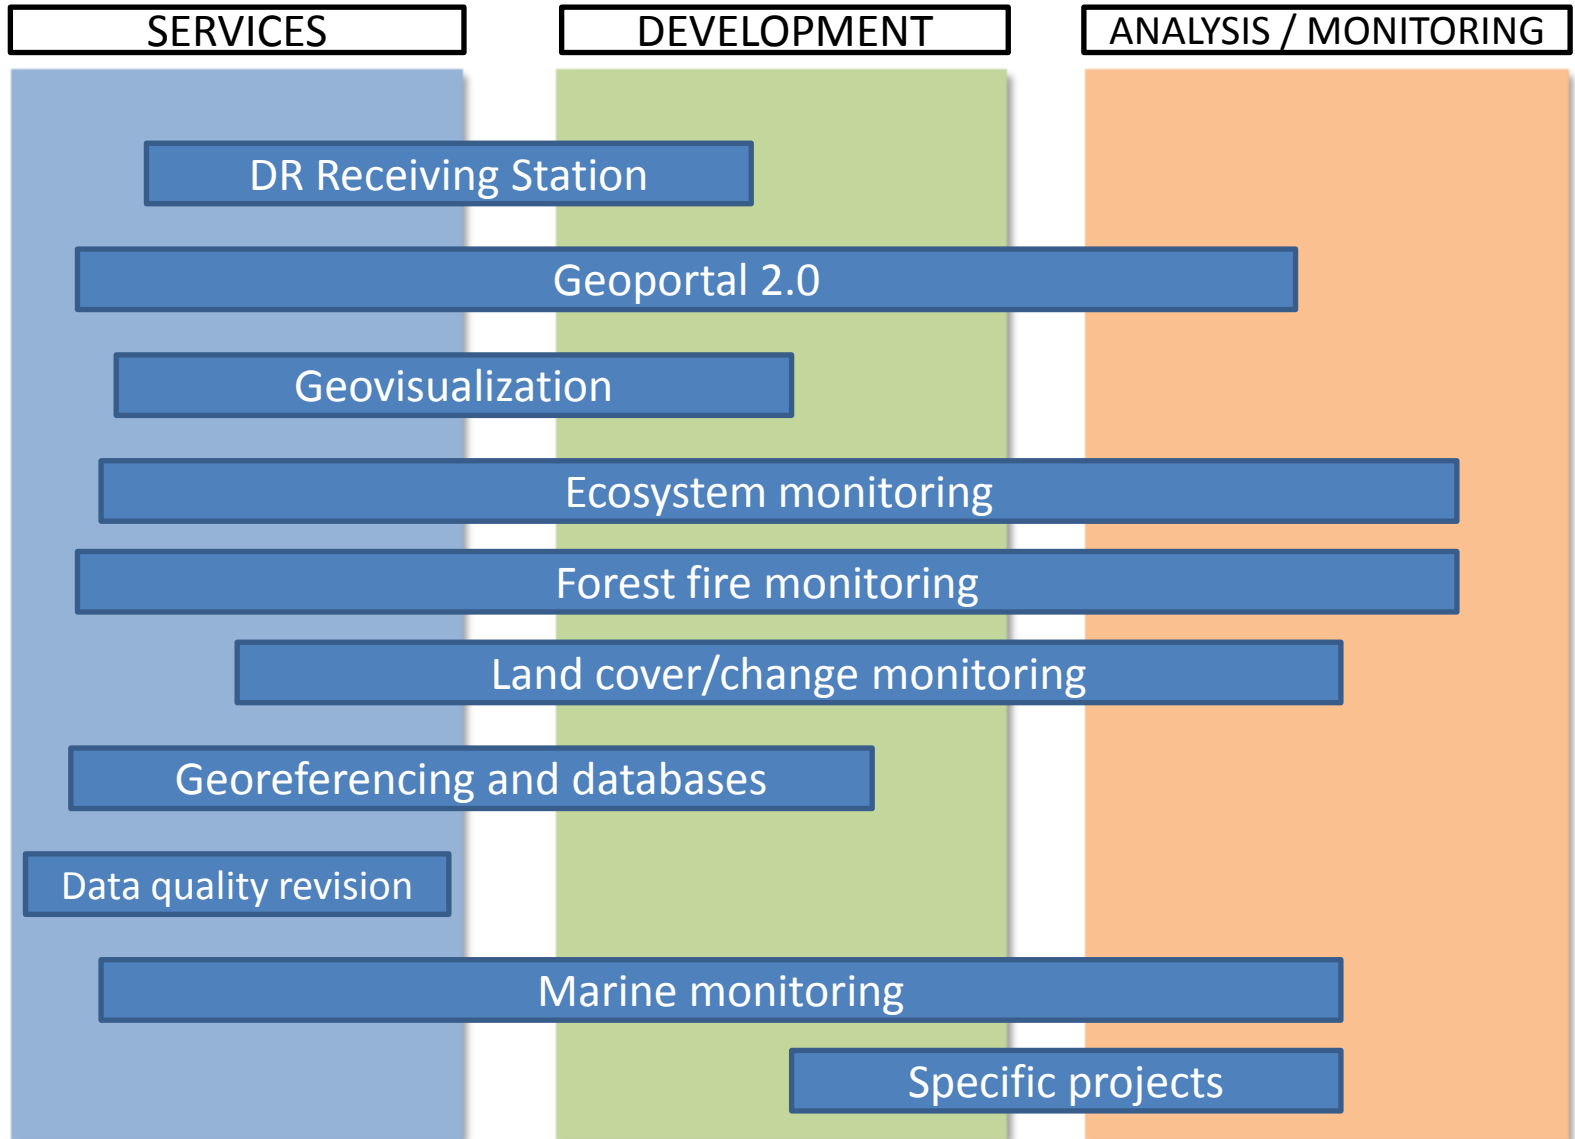 SERVICES
DEVELOPMENT
ANALYSIS / MONITORING
DR Receiving Station
Geoportal 2.0
Geovisualization
Ecosystem monitoring
Forest fire monitoring
Land cover/change monitoring
Georeferencing and databases
Data quality revision
Marine monitoring
Specific projects